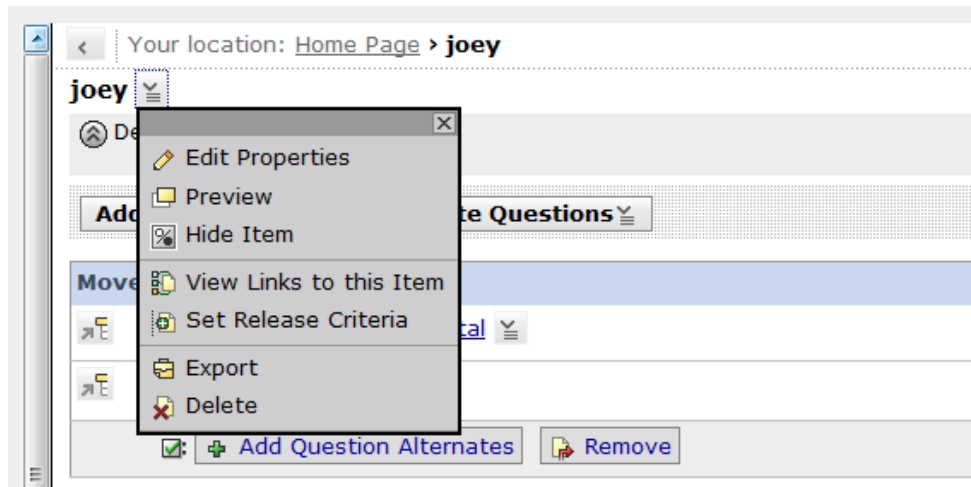 Your location: Home Page › joey
joey
De
Edit Properties
Preview
Hide Item
View Links to this Item
Set Release Criteria
Export
Delete
Add
te Questions
Move
tal
Add Question Alternates
Remove